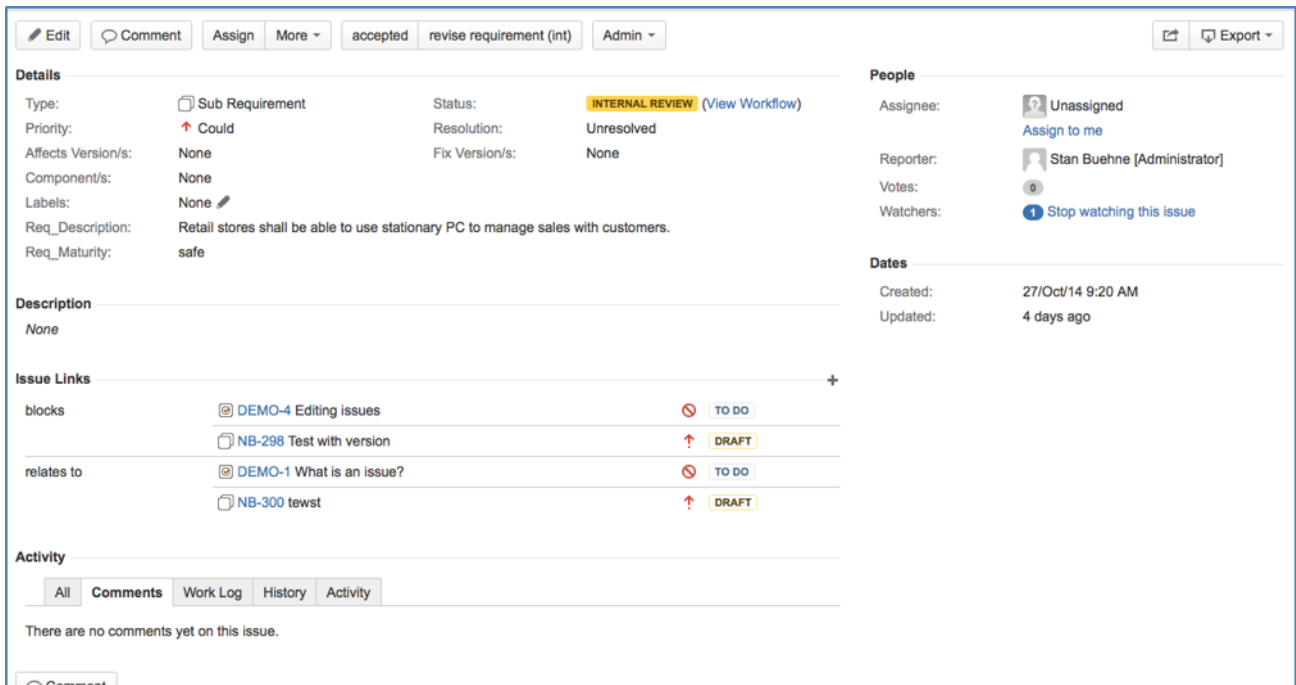 Edit Comment Assign More accepted revise requirement (int) Admin Export
Details
Type: Sub Requirement Status: INTERNAL REVIEW (View Workflow)
Priority: Could Resolution: Unresolved
Affects Version/s: None Fix Version/s: None
Component/s: None
Labels: None
Req_Description: Retail stores shall be able to use stationary PC to manage sales with customers.
Req_Maturity: safe
Description
None
Issue Links
blocks DEMO-4 Editing issues TO DO
NB-298 Test with version DRAFT
relates to DEMO-1 What is an issue? TO DO
NB-300 tewst DRAFT
Activity
All Comments Work Log History Activity
There are no comments yet on this issue.
Comment
People
Assignee: Unassigned
Assign to me
Reporter: Stan Buehne [Administrator]
Votes: 0
Watchers: 1 Stop watching this issue
Dates
Created: 27/Oct/14 9:20 AM
Updated: 4 days ago